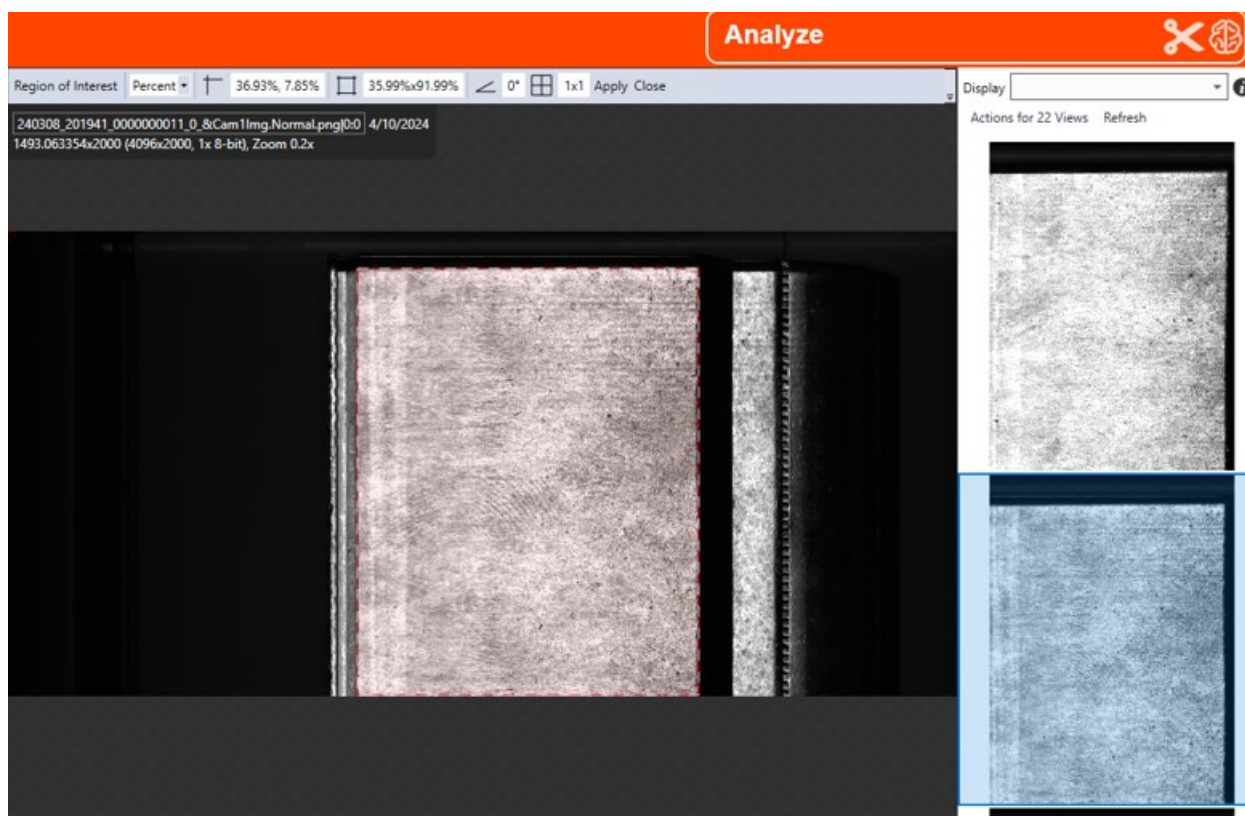 Analyze
Region of Interest Percent 36.93%, 7.85% 35.99%x91.99% 0° 1x1 Apply Close
Display
240308_201941_0000000011_0_&Cam1Img.Normal.png|0:0 4/10/2024
1493.063354x2000 (4096x2000, 1x 8-bit), Zoom 0.2x
Actions for 22 Views Refresh